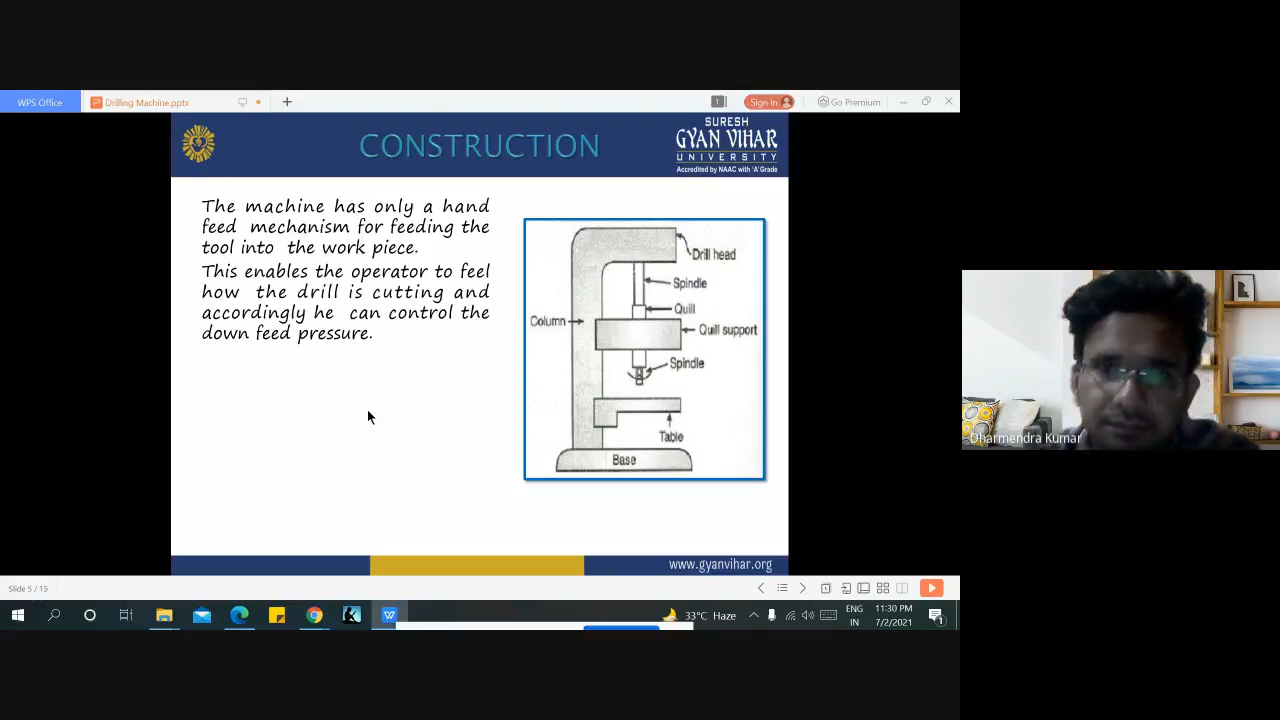 WPS Office
Drilling Machine.pptx
1
Sign in
Go Premium
CONSTRUCTION
SURESH
GYAN VIHAR
UNIVERSITY
Accredited by NAAC with 'A' Grade
The machine has only a hand
feed mechanism for feeding the
tool into the work piece.
This enables the operator to feel
how the drill is cutting and
accordingly he can control the
down feed pressure.
Drill head
Spindle
Quill
Column
Quill support
Spindle
Table
Base
www.gyanvihar.org
Dharmendra Kumar
Slide 5 / 15
33°C Haze
ENG
IN
11:30 PM
7/2/2021
1